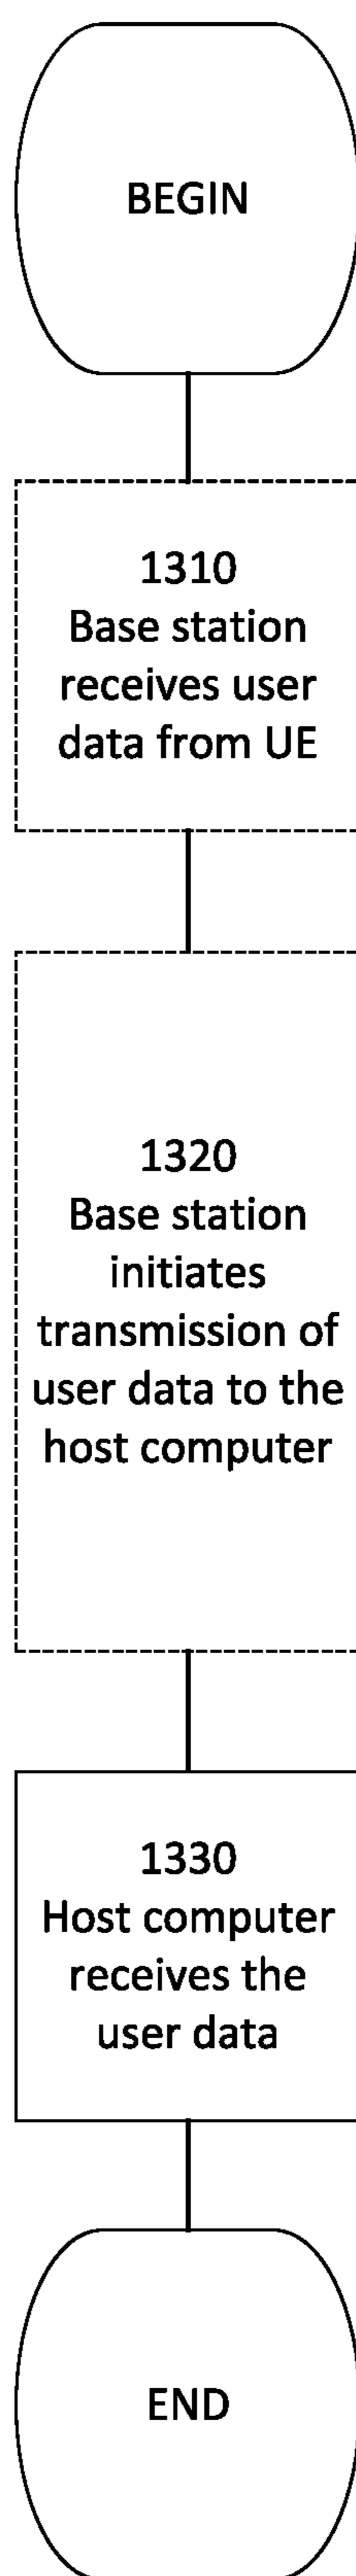 BEGIN
1310
Base station
receives user
data from UE
1320
Base station
initiates
transmission of
user data to the
host computer
1330
Host computer
receives the
user data
END